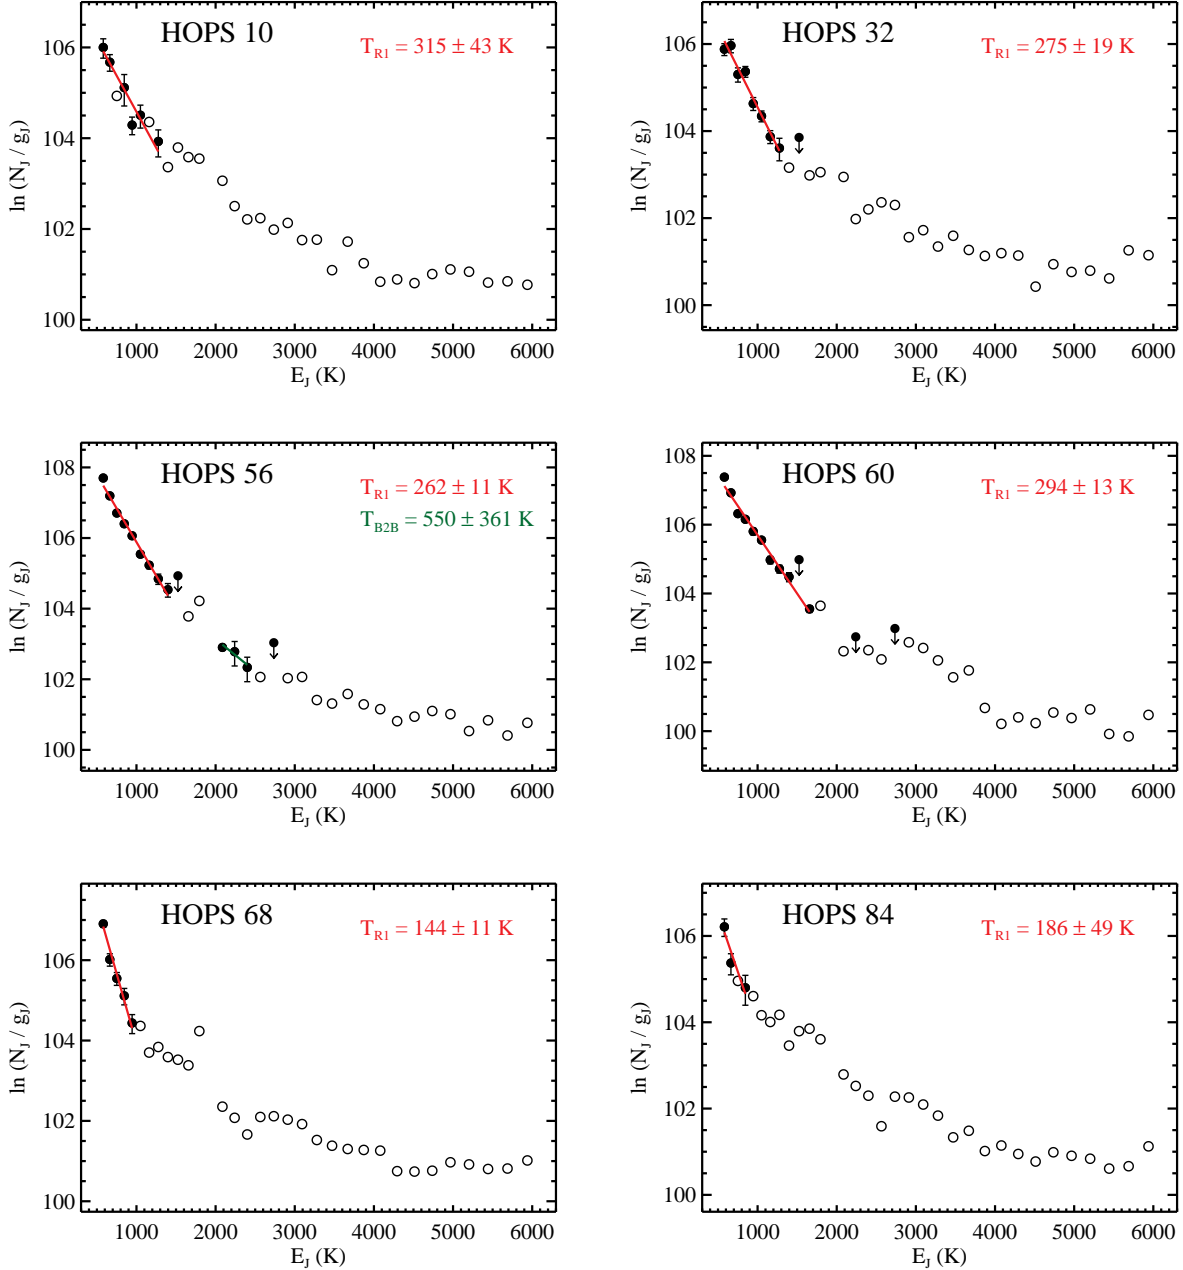 HOPS 10
T_R1 = 315 ± 43 K
106
104
102
100
ln (N_J / g_J)
1000 2000 3000 4000 5000 6000
E_J (K)
HOPS 32
T_R1 = 275 ± 19 K
106
104
102
100
ln (N_J / g_J)
1000 2000 3000 4000 5000 6000
E_J (K)
HOPS 56
T_R1 = 262 ± 11 K
T_B2B = 550 ± 361 K
108
106
104
102
100
ln (N_J / g_J)
1000 2000 3000 4000 5000 6000
E_J (K)
HOPS 60
T_R1 = 294 ± 13 K
108
106
104
102
100
ln (N_J / g_J)
1000 2000 3000 4000 5000 6000
E_J (K)
HOPS 68
T_R1 = 144 ± 11 K
106
104
102
100
ln (N_J / g_J)
1000 2000 3000 4000 5000 6000
E_J (K)
HOPS 84
T_R1 = 186 ± 49 K
106
104
102
100
ln (N_J / g_J)
1000 2000 3000 4000 5000 6000
E_J (K)